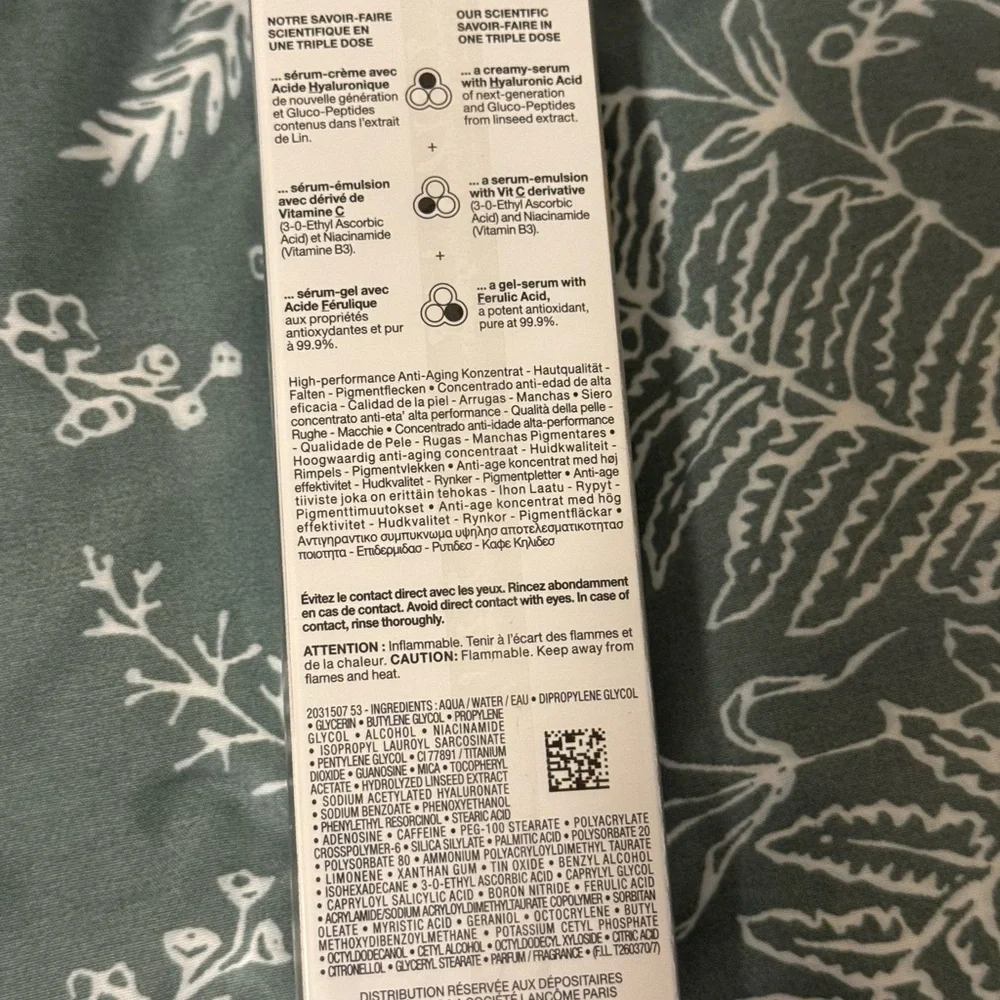 NOTRE SAVOIR-FAIRE
SCIENTIFIQUE EN
UNE TRIPLE DOSE
OUR SCIENTIFIC
SAVOIR-FAIRE IN
ONE TRIPLE DOSE
... sérum-crème avec
Acide Hyaluronique
de nouvelle génération
et Gluco-Peptides
contenus dans l'extrait
de Lin.
... a creamy-serum
with Hyaluronic Acid
of next-generation
and Gluco-Peptides
from linseed extract.
+
... sérum-émulsion
avec dérivé de
Vitamine C
(3-0-Ethyl Ascorbic
Acid) et Niacinamide
(Vitamine B3).
... a serum-emulsion
with Vit C derivative
(3-0-Ethyl Ascorbic
Acid) and Niacinamide
(Vitamin B3).
+
... sérum-gel avec
Acide Férulique
aux propriétés
antioxydantes et pur
à 99.9%.
... a gel-serum with
Ferulic Acid,
a potent antioxidant,
pure at 99.9%.
High-performance Anti-Aging Konzentrat - Hautqualität -
Falten - Pigmentflecken • Concentrado anti-edad de alta
eficacia - Calidad de la piel - Arrugas - Manchas • Siero
concentrato anti-eta' alta performance - Qualità della pelle -
Rughe - Macchie • Concentrado anti-idade alta-performance
- Qualidade de Pele - Rugas - Manchas Pigmentares •
Hoogwaardig anti-aging concentraat - Huidkwaliteit -
Rimpels - Pigmentvlekken • Anti-age koncentrat med høj
effektivitet - Hudkvalitet - Rynker - Pigmentpletter • Anti-age
tiiviste joka on erittäin tehokas - Ihon Laatu - Rypyt -
Pigmenttimuutokset • Anti-age koncentrat med hög
effektivitet - Hudkvalitet - Rynkor - Pigmentfläckar •
Αντιγηραντικο συμπυκνωμα υψηλησ αποτελεσματικοτητασ
ποιοτητα - Επιδερμιδασ - Ρυτιδεσ - Καφε Κηλιδεσ
Évitez le contact direct avec les yeux. Rincez abondamment
en cas de contact. Avoid direct contact with eyes. In case of
contact, rinse thoroughly.
ATTENTION : Inflammable. Tenir à l'écart des flammes et
de la chaleur. CAUTION: Flammable. Keep away from
flames and heat.
2031507 53 - INGREDIENTS : AQUA / WATER / EAU • DIPROPYLENE GLYCOL
• GLYCERIN • BUTYLENE GLYCOL • PROPYLENE
GLYCOL • ALCOHOL • NIACINAMIDE
• ISOPROPYL LAUROYL SARCOSINATE
• PENTYLENE GLYCOL • CI 77891 / TITANIUM
DIOXIDE • GUANOSINE • MICA • TOCOPHERYL
ACETATE • HYDROLYZED LINSEED EXTRACT
• SODIUM ACETYLATED HYALURONATE
• SODIUM BENZOATE • PHENOXYETHANOL
• PHENYLETHYL RESORCINOL • STEARIC ACID
• ADENOSINE • CAFFEINE • PEG-100 STEARATE • POLYACRYLATE
CROSSPOLYMER-6 • SILICA SILYLATE • PALMITIC ACID • POLYSORBATE 20
• POLYSORBATE 80 • AMMONIUM POLYACRYLOYLDIMETHYL TAURATE
• LIMONENE • XANTHAN GUM • TIN OXIDE • BENZYL ALCOHOL
• ISOHEXADECANE • 3-O-ETHYL ASCORBIC ACID • CAPRYLYL GLYCOL
• CAPRYLOYL SALICYLIC ACID • BORON NITRIDE • FERULIC ACID
• ACRYLAMIDE/SODIUM ACRYLOYLDIMETHYLTAURATE COPOLYMER • SORBITAN
OLEATE • MYRISTIC ACID • GERANIOL • OCTOCRYLENE • BUTYL
METHOXYDIBENZOYLMETHANE • POTASSIUM CETYL PHOSPHATE
• OCTYLDODECANOL • CETYL ALCOHOL • OCTYLDODECYL XYLOSIDE • CITRIC ACID
• CITRONELLOL • GLYCERYL STEARATE • PARFUM / FRAGRANCE • (F.I.L. T260370/7)
DISTRIBUTION RÉSERVÉE AUX DÉPOSITAIRES
SOCIÉTÉ LANCÔME PARIS